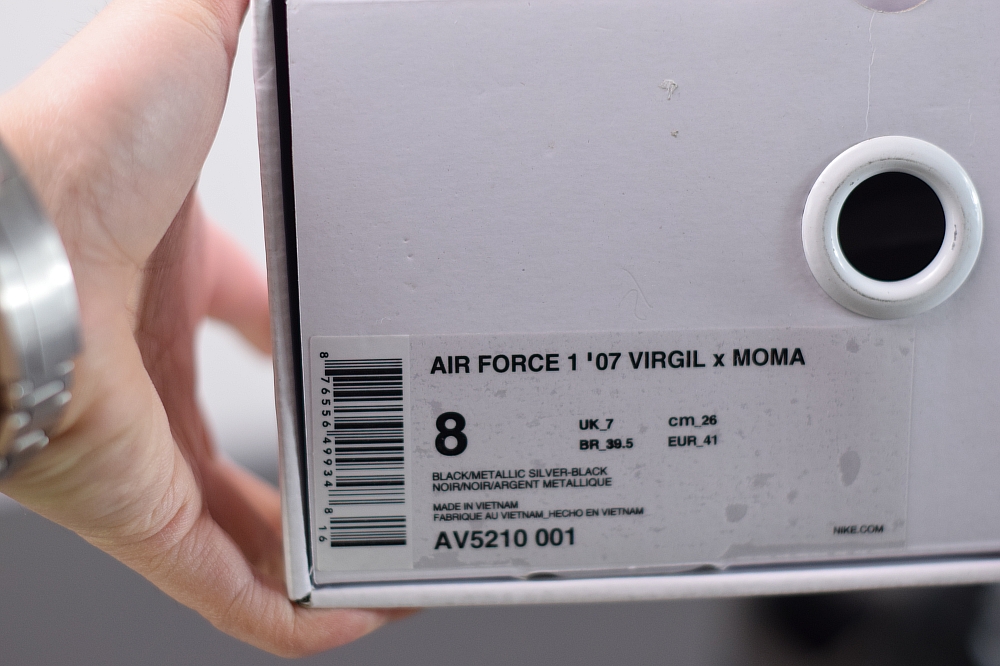 AIR FORCE 1 '07 VIRGIL x MOMA
8
UK_7
cm_26
BR_39.5
EUR_41
BLACK/METALLIC SILVER-BLACK
NOIR/NOIR/ARGENT METALLIQUE
MADE IN VIETNAM
FABRIQUE AU VIETNAM_HECHO EN VIETNAM
AV5210 001
NIKE.COM
8 76556 49934 8 16